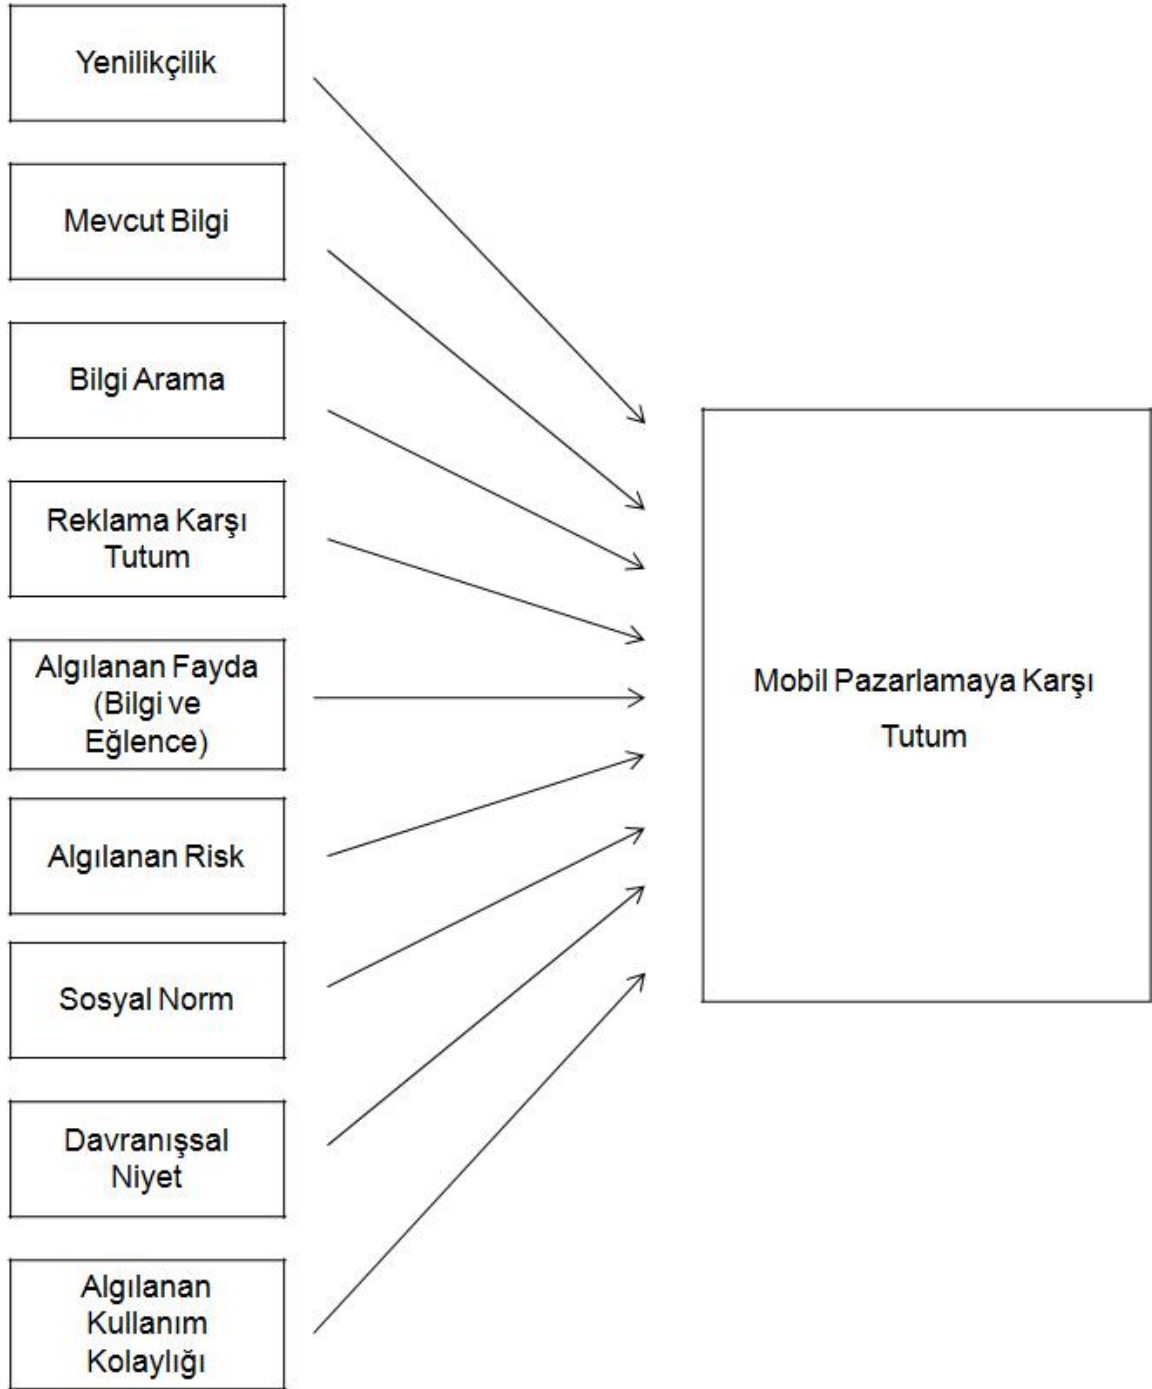 Yenilikçilik
Mevcut Bilgi
Bilgi Arama
Reklama Karşı
Tutum
Algılanan Fayda
(Bilgi ve
Eğlence)
Algılanan Risk
Sosyal Norm
Davranışsal
Niyet
Algılanan
Kullanım
Kolaylığı
Mobil Pazarlamaya Karşı
Tutum